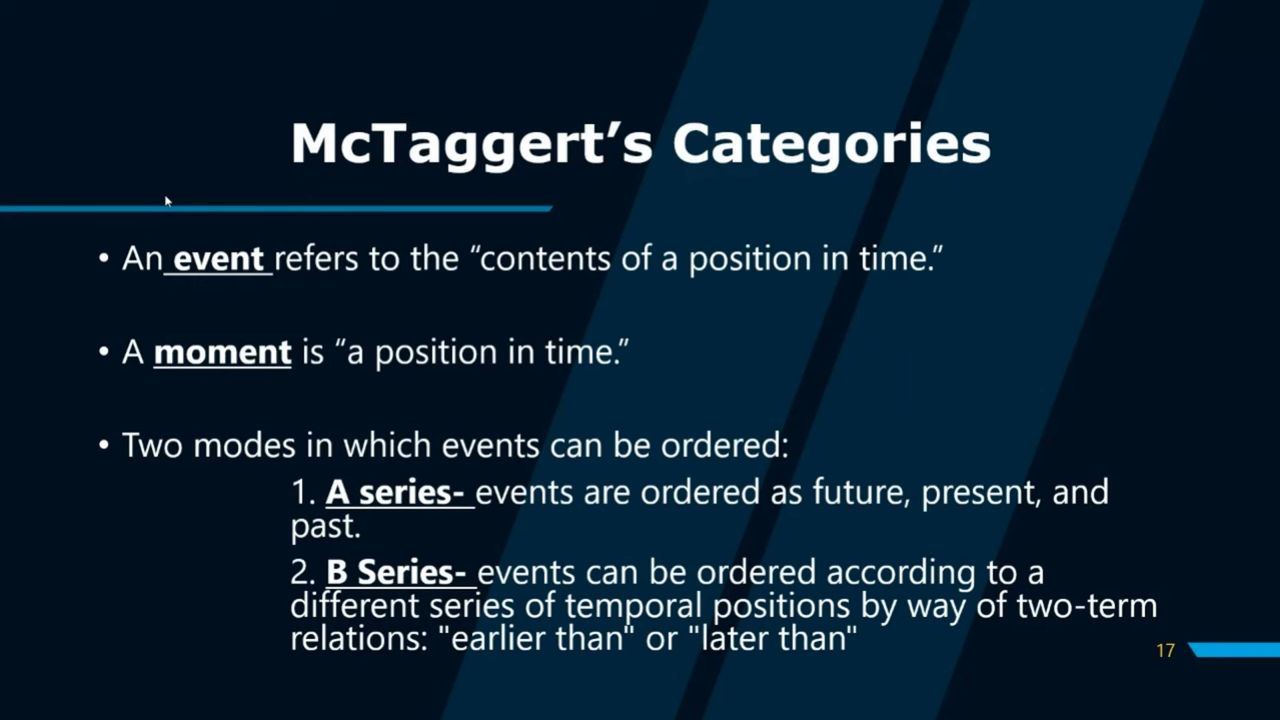 McTaggert’s Categories
• An event refers to the “contents of a position in time.”
• A moment is “a position in time.”
• Two modes in which events can be ordered:
1. A series- events are ordered as future, present, and
past.
2. B Series- events can be ordered according to a
different series of temporal positions by way of two-term
relations: "earlier than" or "later than"
17